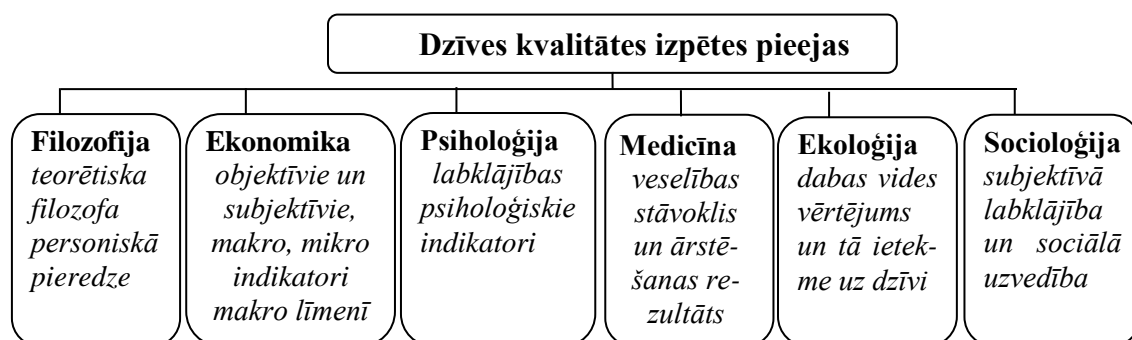 Dzīves kvalitātes izpētes pieejas
Filozofija
teorētiska
filozofa
personiskā
pieredze
Ekonomika
objektīvie un
subjektīvie,
makro, mikro
indikatori
makro līmenī
Psiholoģija
labklājības
psiholoģiskie
indikatori
Medicīna
veselības
stāvoklis
un ārstē-
šanas re-
zultāts
Ekoloģija
dabas vides
vērtējums
un tā ietek-
me uz dzīvi
Socioloģija
subjektīvā
labklājība
un sociālā
uzvedība